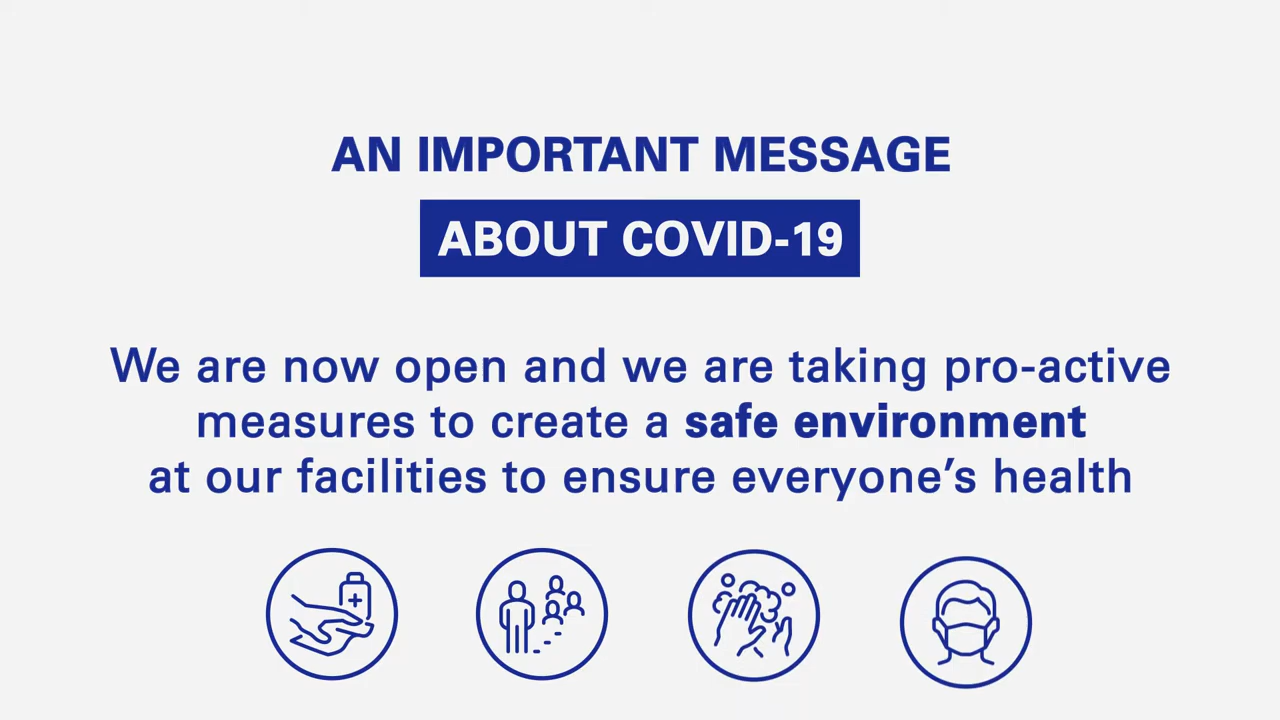 AN IMPORTANT MESSAGE
ABOUT COVID-19
We are now open and we are taking pro-active
measures to create a safe environment
at our facilities to ensure everyone’s health